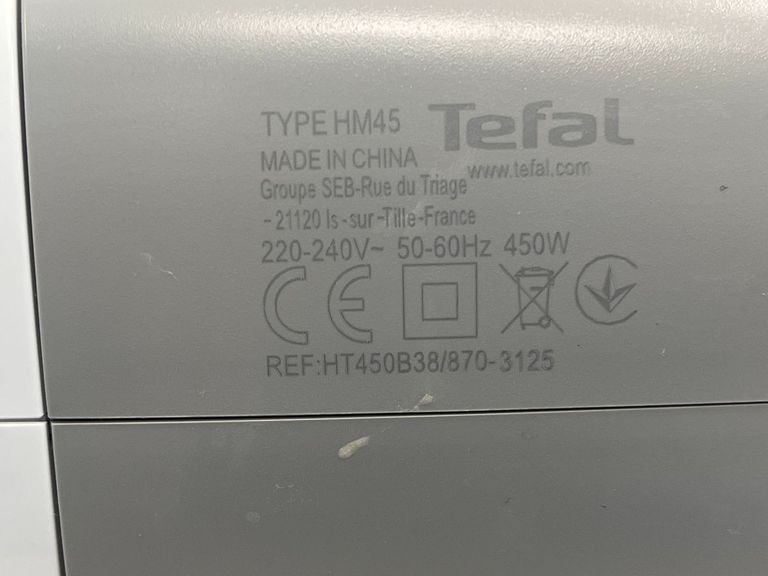 TYPE HM45
Tefal
MADE IN CHINA
www.tefal.com
Groupe SEB-Rue du Triage
-21120 Is-sur-Tille-France
220-240V~ 50-60Hz 450W
CE
REF:HT450B38/870-3125